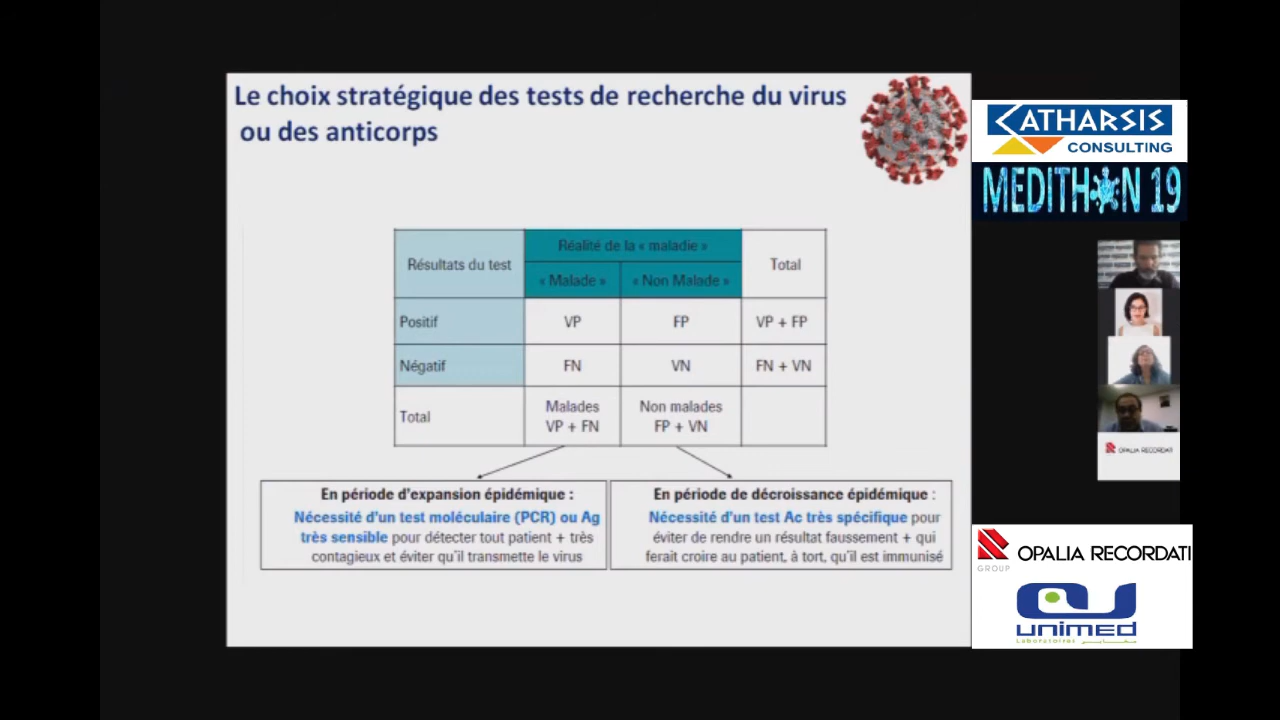 Le choix stratégique des tests de recherche du virus
ou des anticorps
Résultats du test
Réalité de la « maladie »
Total
« Malade »
« Non Malade »
Positif
VP
FP
VP + FP
Négatif
FN
VN
FN + VN
Total
Malades
VP + FN
Non malades
FP + VN
En période d'expansion épidémique :
Nécessité d'un test moléculaire (PCR) ou Ag
très sensible pour détecter tout patient + très
contagieux et éviter qu'il transmette le virus
En période de décroissance épidémique :
Nécessité d'un test Ac très spécifique pour
éviter de rendre un résultat faussement + qui
ferait croire au patient, à tort, qu'il est immunisé
KATHARSIS
CONSULTING
MEDITHON 19
OPALIA RECORDATI
OPALIA RECORDATI
GROUP
unimed
Laboratoires مخابر